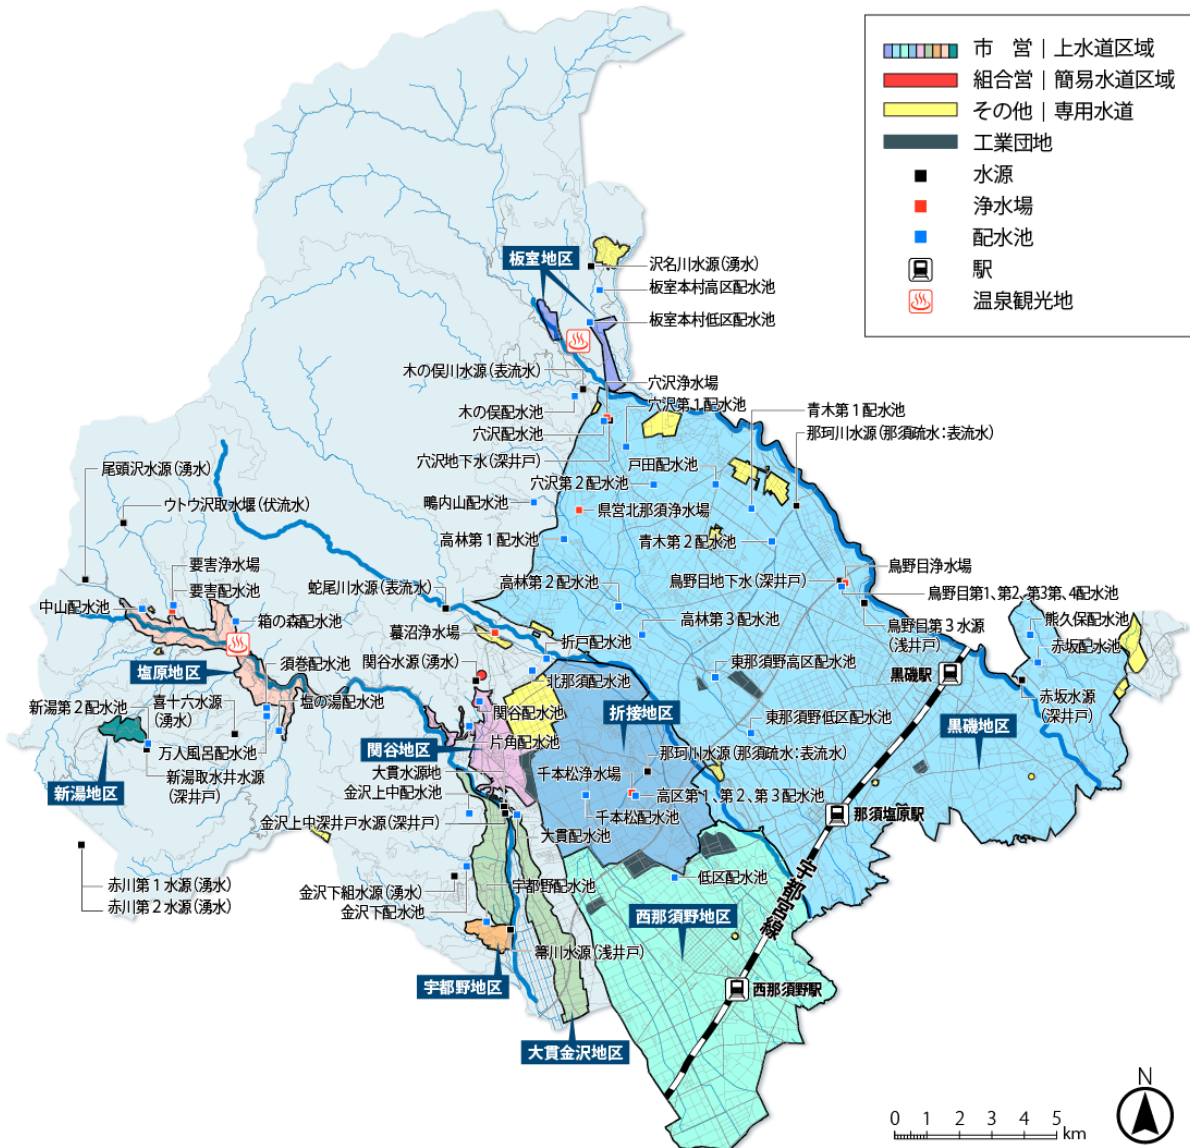 市　営｜上水道区域
組合営｜簡易水道区域
その他｜専用水道
工業団地
水源
浄水場
配水池
駅
温泉観光地
板室地区
沢名川水源（湧水）
板室本村高区配水池
板室本村低区配水池
木の俣川水源（表流水）
穴沢浄水場
木の俣配水池
穴沢第1配水池
青木第1配水池
穴沢配水池
那珂川水源（那須疏水：表流水）
尾頭沢水源（湧水）
穴沢地下水（深井戸）
戸田配水池
穴沢第2配水池
ウトウ沢取水堰（伏流水）
鴫内山配水池
県営北那須浄水場
高林第1配水池
青木第2配水池
要害浄水場
鳥野目浄水場
要害配水池
蛇尾川水源（表流水）
高林第2配水池
鳥野目地下水（深井戸）
鳥野目第1、第2、第3第、4配水池
中山配水池
箱の森配水池
蟇沼浄水場
折戸配水池
高林第3配水池
鳥野目第3水源
（浅井戸）
熊久保配水池
赤坂配水池
塩原地区
須巻配水池
関谷水源（湧水）
北那須配水池
東那須野高区配水池
黒磯駅
新湯第2配水池
喜十六水源
（湧水）
塩の湯配水池
関谷配水池
折接地区
赤坂水源
（深井戸）
東那須野低区配水池
黒磯地区
万人風呂配水池
関谷地区
片角配水池
那珂川水源（那須疏水：表流水）
新湯取水井水源
（深井戸）
新湯地区
大貫水源地
千本松浄水場
金沢上中配水池
高区第1、第2、第3配水池
金沢上中深井戸水源（深井戸）
千本松配水池
那須塩原駅
大貫配水池
宇都宮線
赤川第1水源（湧水）
赤川第2水源（湧水）
金沢下組水源（湧水）
宇都野配水池
低区配水池
金沢下配水池
西那須野地区
箒川水源（浅井戸）
宇都野地区
西那須野駅
大貫金沢地区
N
0 1 2 3 4 5
km